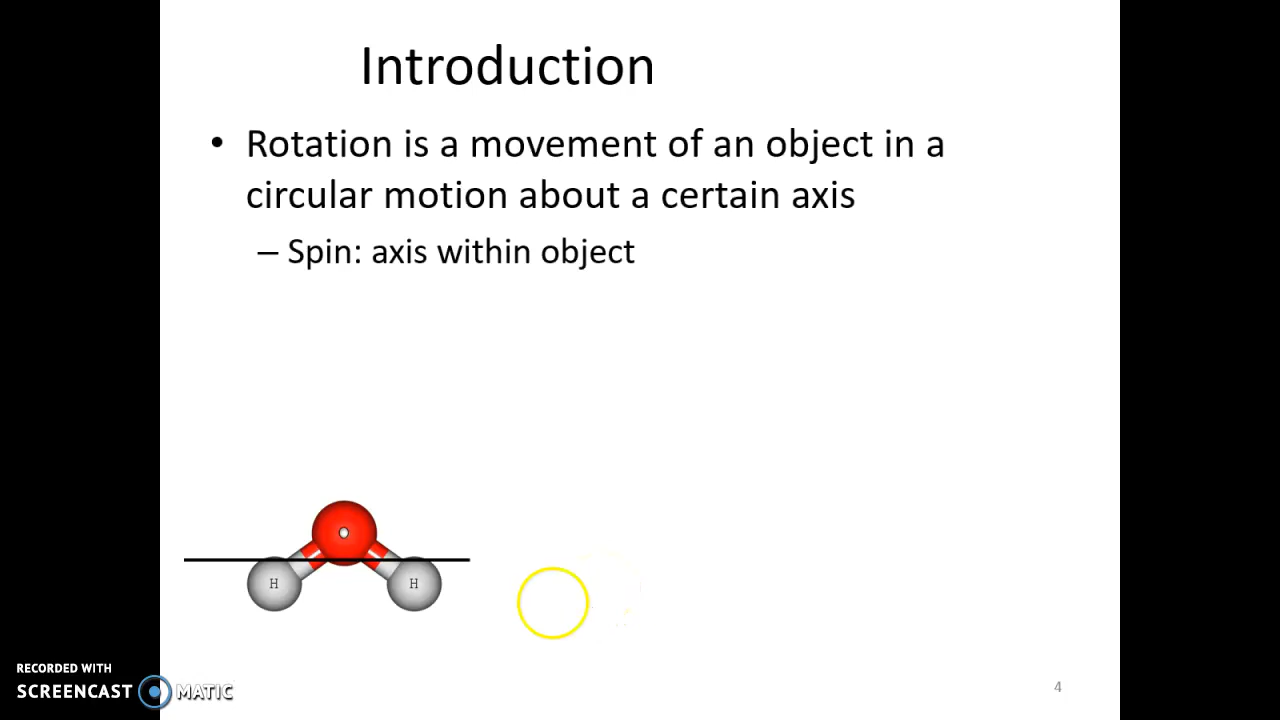 Introduction
• Rotation is a movement of an object in a
circular motion about a certain axis
– Spin: axis within object
O
H H
RECORDED WITH
SCREENCAST MATIC
4